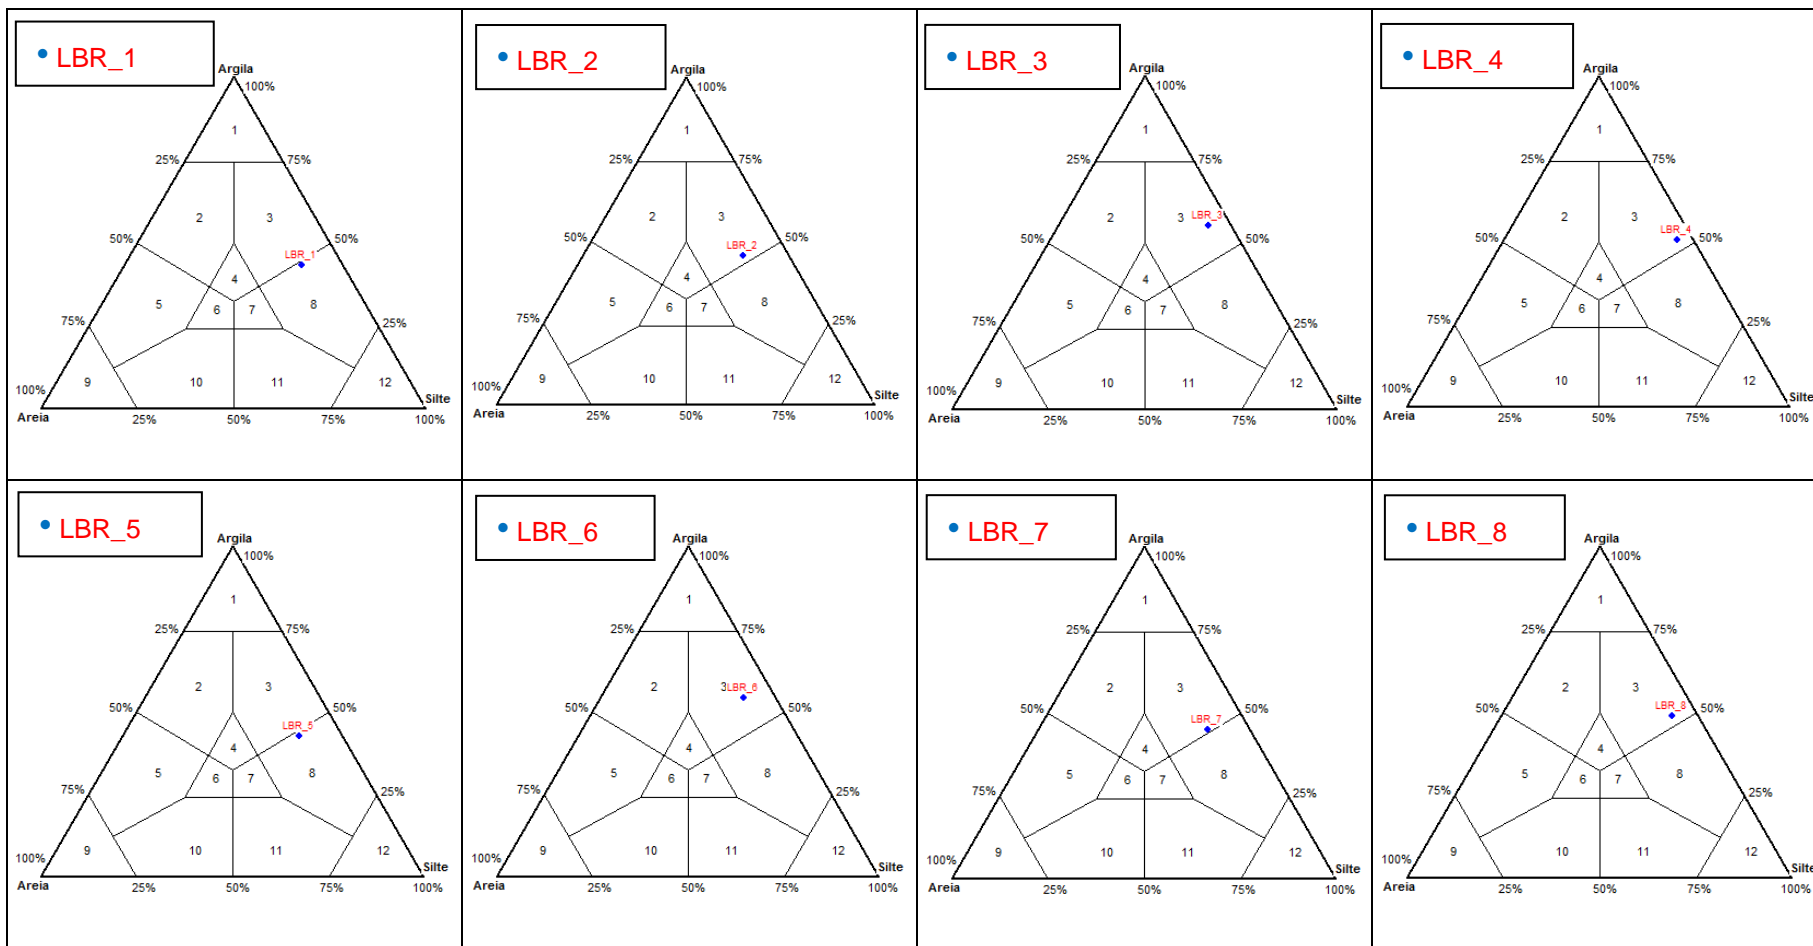 • LBR_1
Argila
100%
1
25% 75%
2 3
50% 50%
LBR_1
4
5 6 7 8
75% 25%
9 10 11 12
100% Silte
Areia 25% 50% 75% 100%
• LBR_2
Argila
100%
1
25% 75%
2 3
50% 50%
LBR_2
4
5 6 7 8
75% 25%
9 10 11 12
100% Silte
Areia 25% 50% 75% 100%
• LBR_3
Argila
100%
1
25% 75%
2 3 LBR_3
50% 50%
4
5 6 7 8
75% 25%
9 10 11 12
100% Silte
Areia 25% 50% 75% 100%
• LBR_4
Argila
100%
1
25% 75%
2 3
LBR_4
50% 50%
4
5 6 7 8
75% 25%
9 10 11 12
100% Silte
Areia 25% 50% 75% 100%
• LBR_5
Argila
100%
1
25% 75%
2 3
50% 50%
LBR_5
4
5 6 7 8
75% 25%
9 10 11 12
100% Silte
Areia 25% 50% 75% 100%
• LBR_6
Argila
100%
1
25% 75%
2 3 LBR_6
50% 50%
4
5 6 7 8
75% 25%
9 10 11 12
100% Silte
Areia 25% 50% 75% 100%
• LBR_7
Argila
100%
1
25% 75%
2 3
50% 50%
LBR_7
4
5 6 7 8
75% 25%
9 10 11 12
100% Silte
Areia 25% 50% 75% 100%
• LBR_8
Argila
100%
1
25% 75%
2 3
LBR_8
50% 50%
4
5 6 7 8
75% 25%
9 10 11 12
100% Silte
Areia 25% 50% 75% 100%